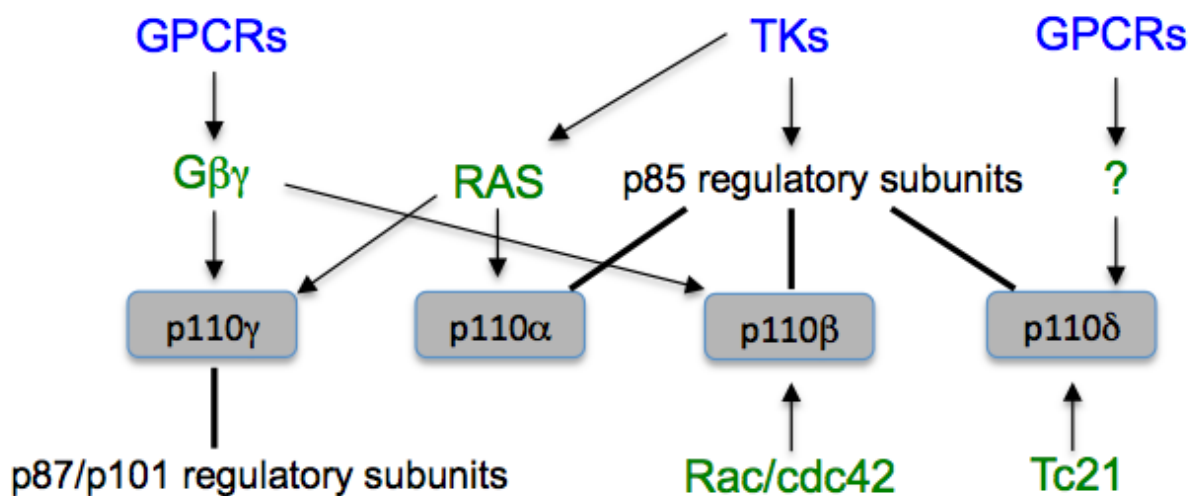 GPCRs TKs GPCRs
Gβγ RAS p85 regulatory subunits ?
p110γ p110α p110β p110δ
p87/p101 regulatory subunits Rac/cdc42 Tc21